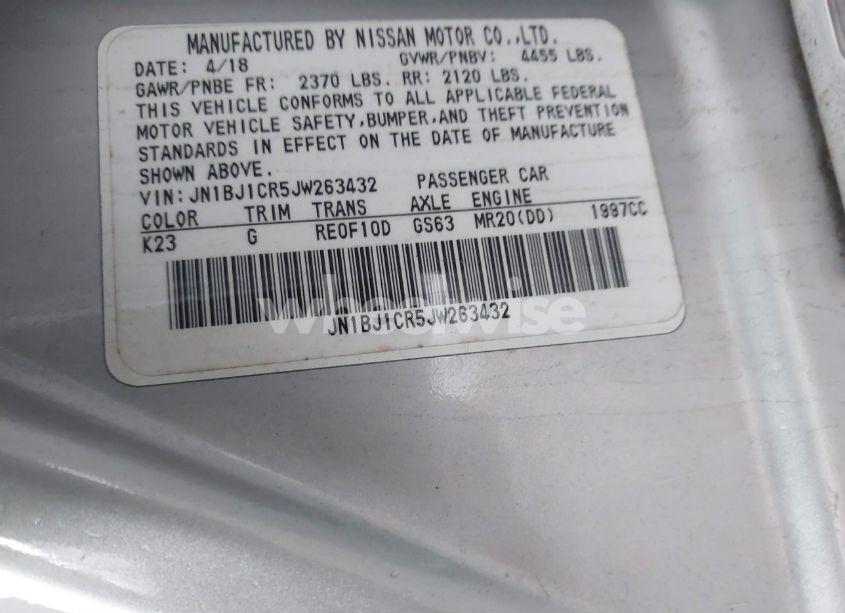 MANUFACTURED BY NISSAN MOTOR CO.,LTD.
DATE: 4/18 GVWR/PNBV: 4455 LBS.
GAWR/PNBE FR: 2370 LBS. RR: 2120 LBS.
THIS VEHICLE CONFORMS TO ALL APPLICABLE FEDERAL
MOTOR VEHICLE SAFETY,BUMPER,AND THEFT PREVENTION
STANDARDS IN EFFECT ON THE DATE OF MANUFACTURE
SHOWN ABOVE.
VIN: JN1BJ1CR5JW263432 PASSENGER CAR
COLOR TRIM TRANS AXLE ENGINE
K23 G RE0F10D GS63 MR20(DD) 1997CC
wheelwise
JN1BJ1CR5JW263432